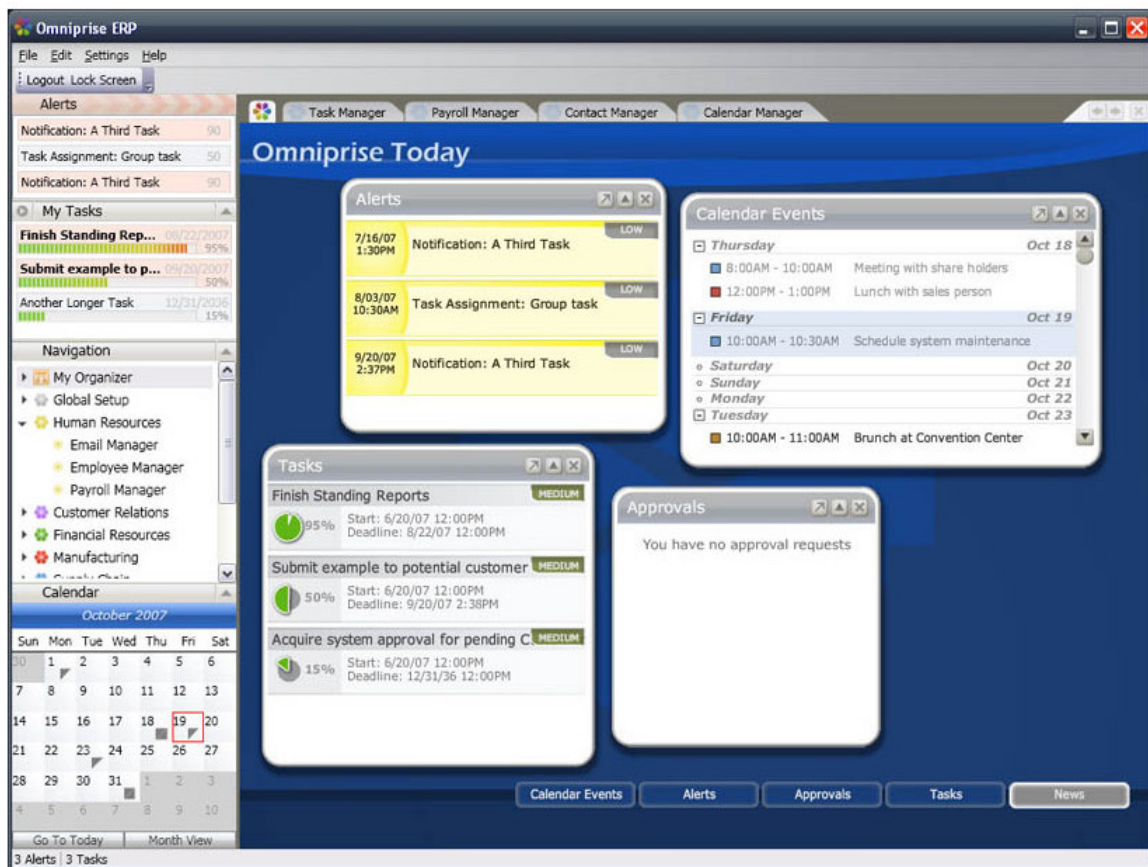 Omniprise ERP
File Edit Settings Help
Logout Lock Screen
Alerts
Notification: A Third Task 90
Task Assignment: Group task 50
Notification: A Third Task 90
My Tasks
Finish Standing Rep... 08/22/2007
95%
Submit example to p... 09/20/2007
50%
Another Longer Task 12/31/2036
15%
Navigation
My Organizer
Global Setup
Human Resources
Email Manager
Employee Manager
Payroll Manager
Customer Relations
Financial Resources
Manufacturing
Supply Chain
Calendar
October 2007
Sun Mon Tue Wed Thu Fri Sat
30 1 2 3 4 5 6
7 8 9 10 11 12 13
14 15 16 17 18 19 20
21 22 23 24 25 26 27
28 29 30 31 1 2 3
4 5 6 7 8 9 10
Go To Today Month View
3 Alerts 3 Tasks
Task Manager Payroll Manager Contact Manager Calendar Manager
Omniprise Today
Alerts
LOW
7/16/07
1:30PM
Notification: A Third Task
LOW
8/03/07
10:30AM
Task Assignment: Group task
LOW
9/20/07
2:37PM
Notification: A Third Task
Calendar Events
Thursday Oct 18
8:00AM - 10:00AM Meeting with share holders
12:00PM - 1:00PM Lunch with sales person
Friday Oct 19
10:00AM - 10:30AM Schedule system maintenance
Saturday Oct 20
Sunday Oct 21
Monday Oct 22
Tuesday Oct 23
10:00AM - 11:00AM Brunch at Convention Center
Tasks
Finish Standing Reports MEDIUM
95%
Start: 6/20/07 12:00PM
Deadline: 8/22/07 12:00PM
Submit example to potential customer MEDIUM
50%
Start: 6/20/07 12:00PM
Deadline: 9/20/07 2:38PM
Acquire system approval for pending C MEDIUM
15%
Start: 6/20/07 12:00PM
Deadline: 12/31/36 12:00PM
Approvals
You have no approval requests
Calendar Events Alerts Approvals Tasks News